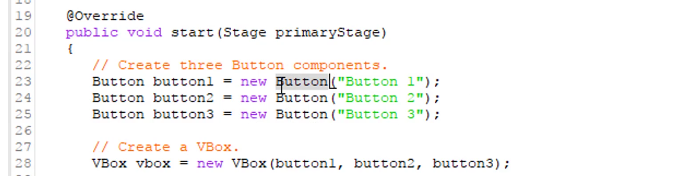 19 @Override
20 public void start(Stage primaryStage)
21 {
22 // Create three Button components.
23 Button button1 = new Button("Button 1");
24 Button button2 = new Button("Button 2");
25 Button button3 = new Button("Button 3");
26
27 // Create a VBox.
28 VBox vbox = new VBox(button1, button2, button3);